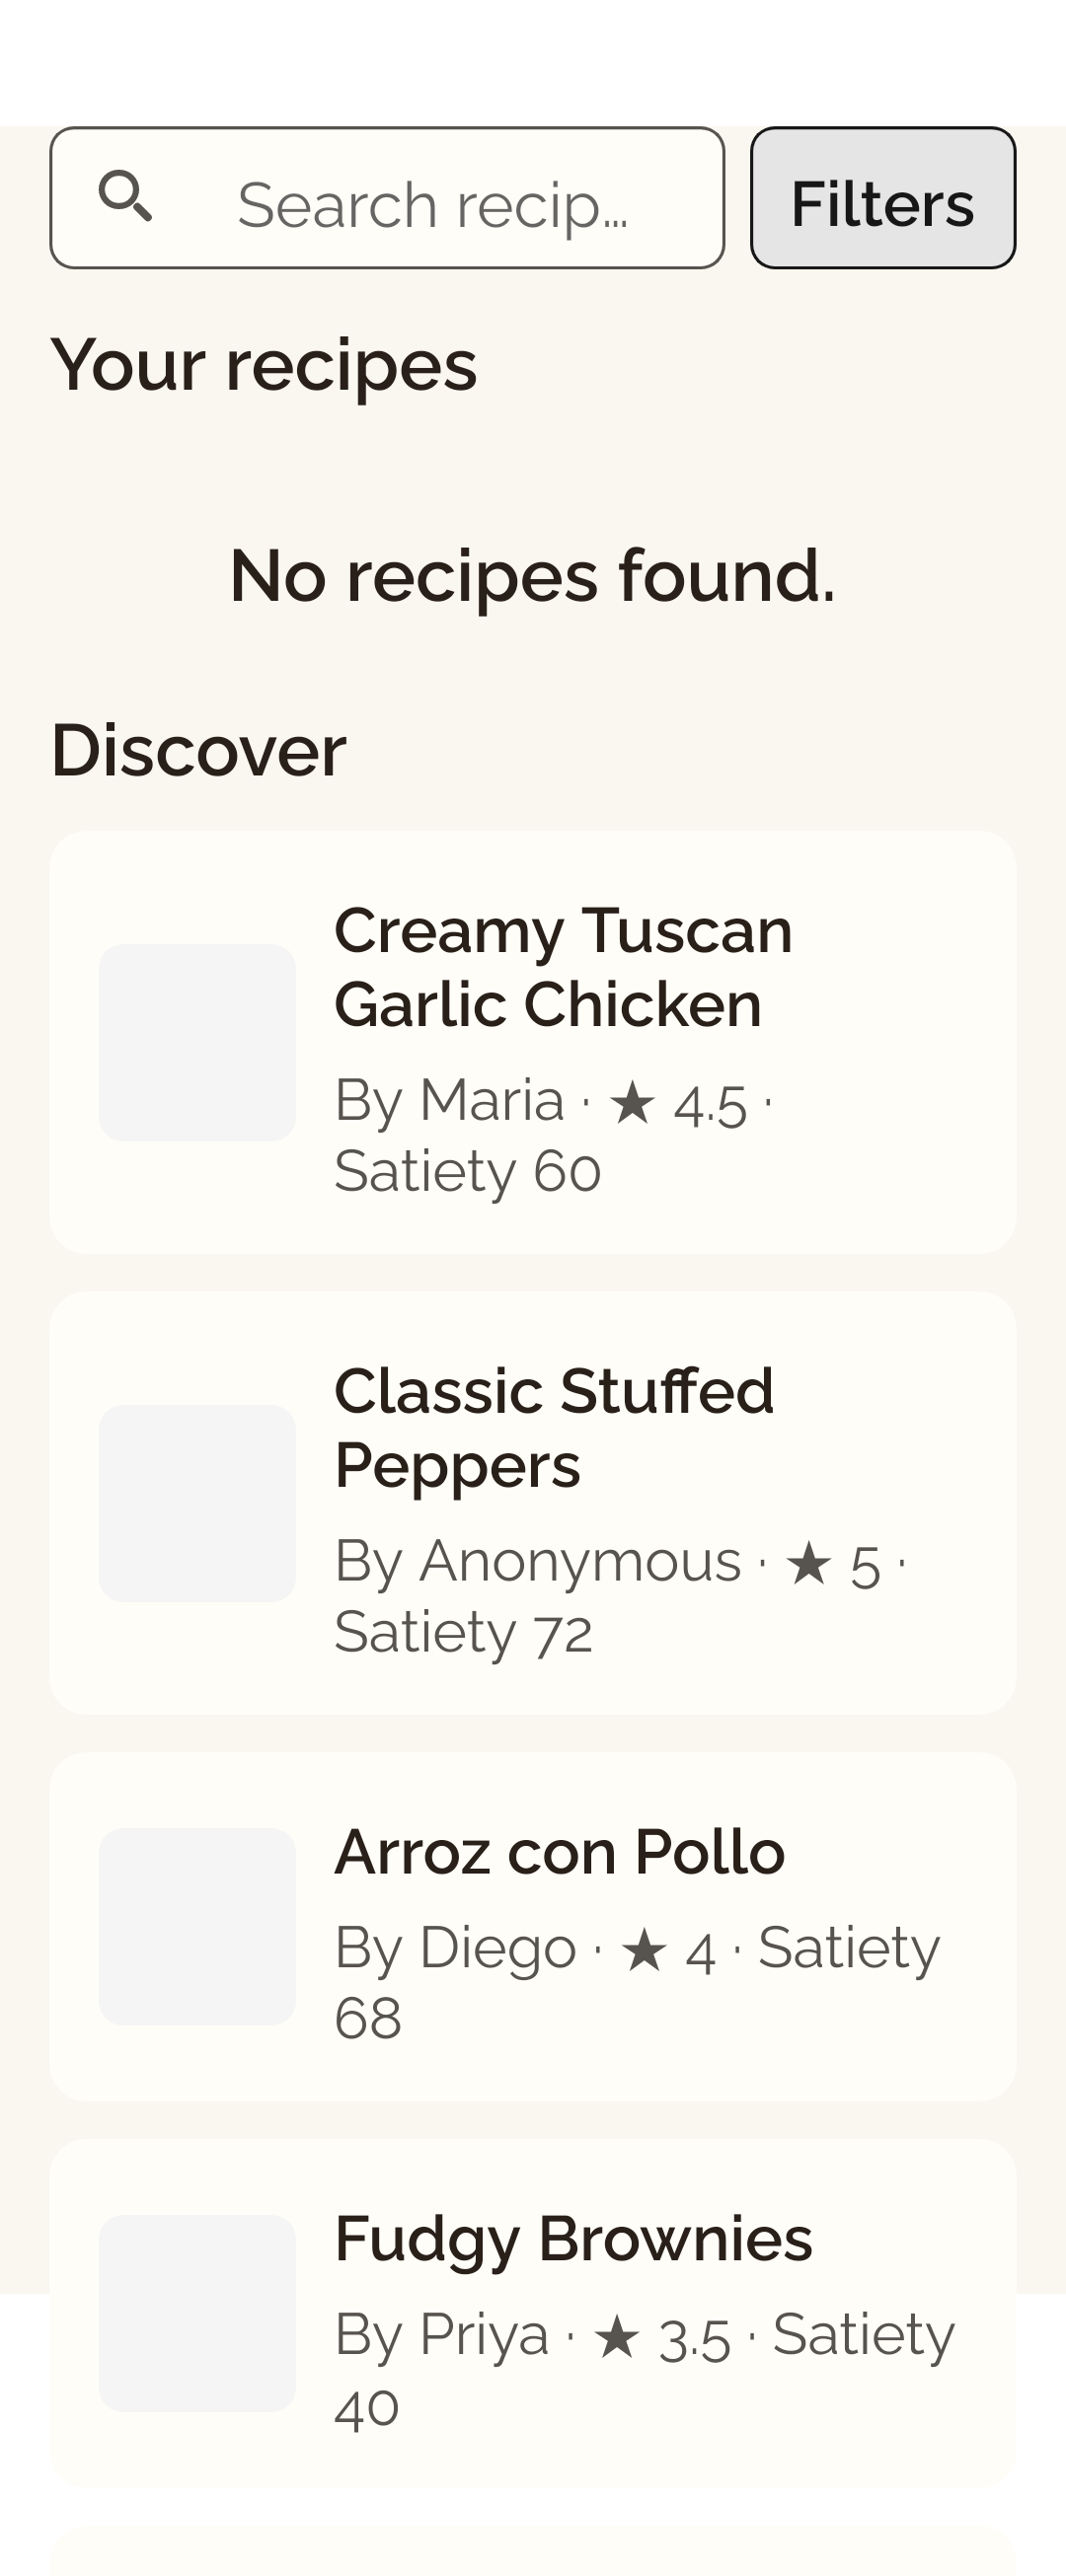 Search recip...
Filters
Your recipes
No recipes found.
Discover
Creamy Tuscan
Garlic Chicken
By Maria · ★ 4.5 ·
Satiety 60
Classic Stuffed
Peppers
By Anonymous · ★ 5 ·
Satiety 72
Arroz con Pollo
By Diego · ★ 4 · Satiety
68
Fudgy Brownies
By Priya · ★ 3.5 · Satiety
40